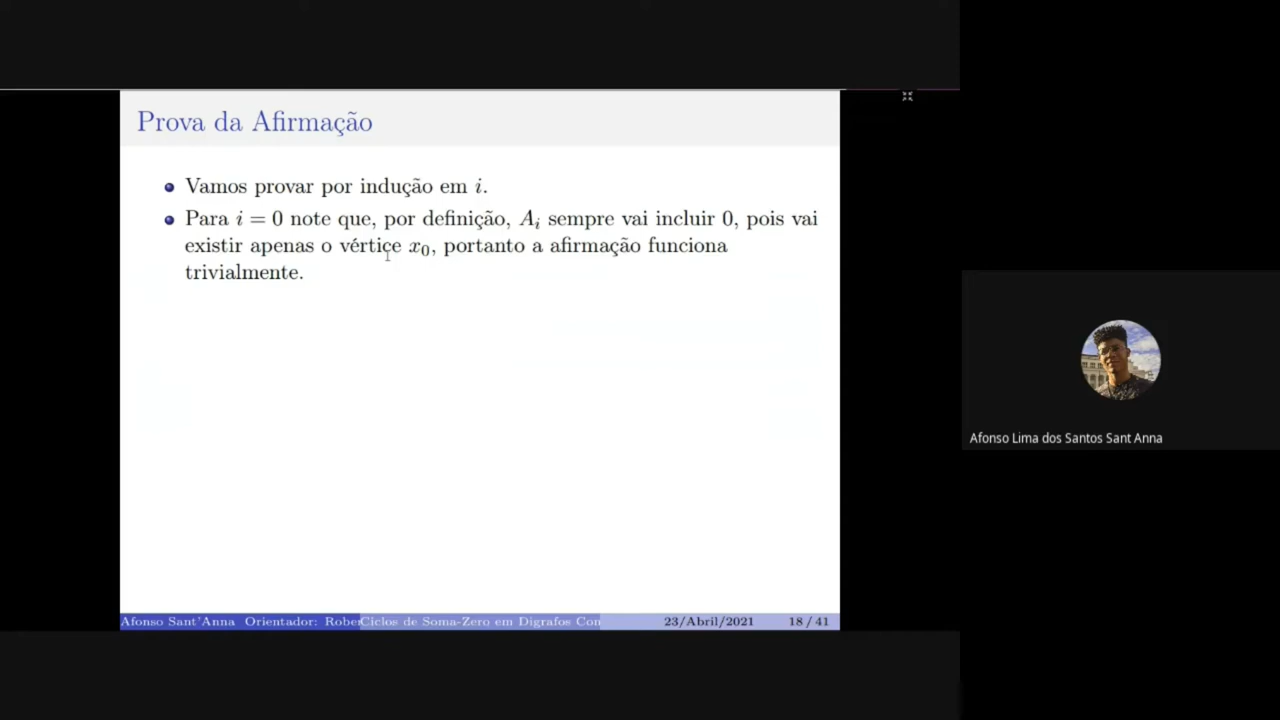 Prova da Afirmação
Vamos provar por indução em i.
Para i = 0 note que, por definição, Aᵢ sempre vai incluir 0, pois vai
existir apenas o vértice x₀, portanto a afirmação funciona
trivialmente.
Afonso Sant'Anna Orientador: Rober Ciclos de Soma-Zero em Digrafos Con 23/Abril/2021 18 / 41
Afonso Lima dos Santos Sant Anna